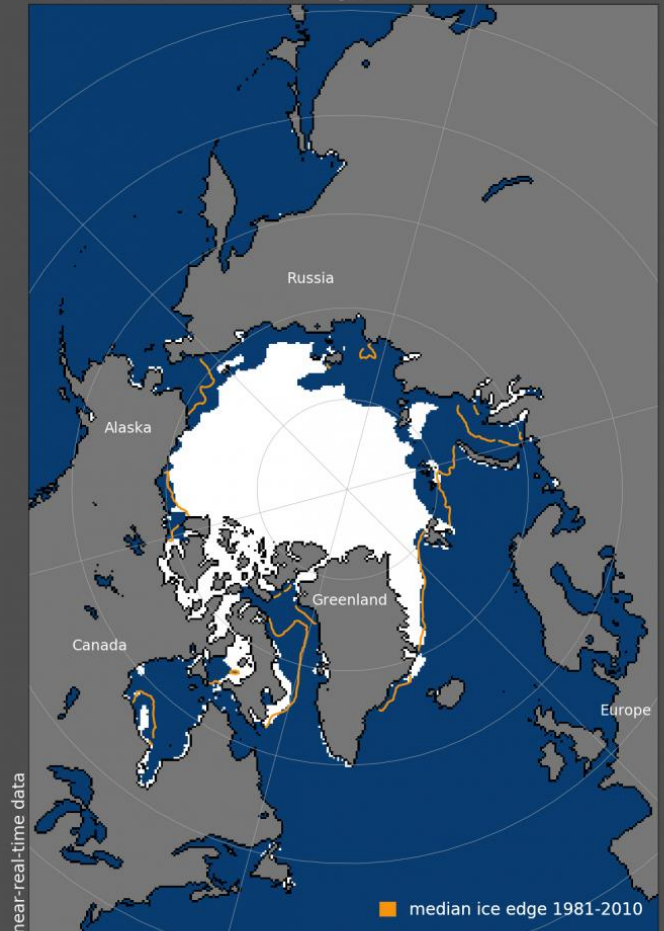 Russia
Alaska
Greenland
Canada
Europe
near-real-time data
median ice edge 1981-2010